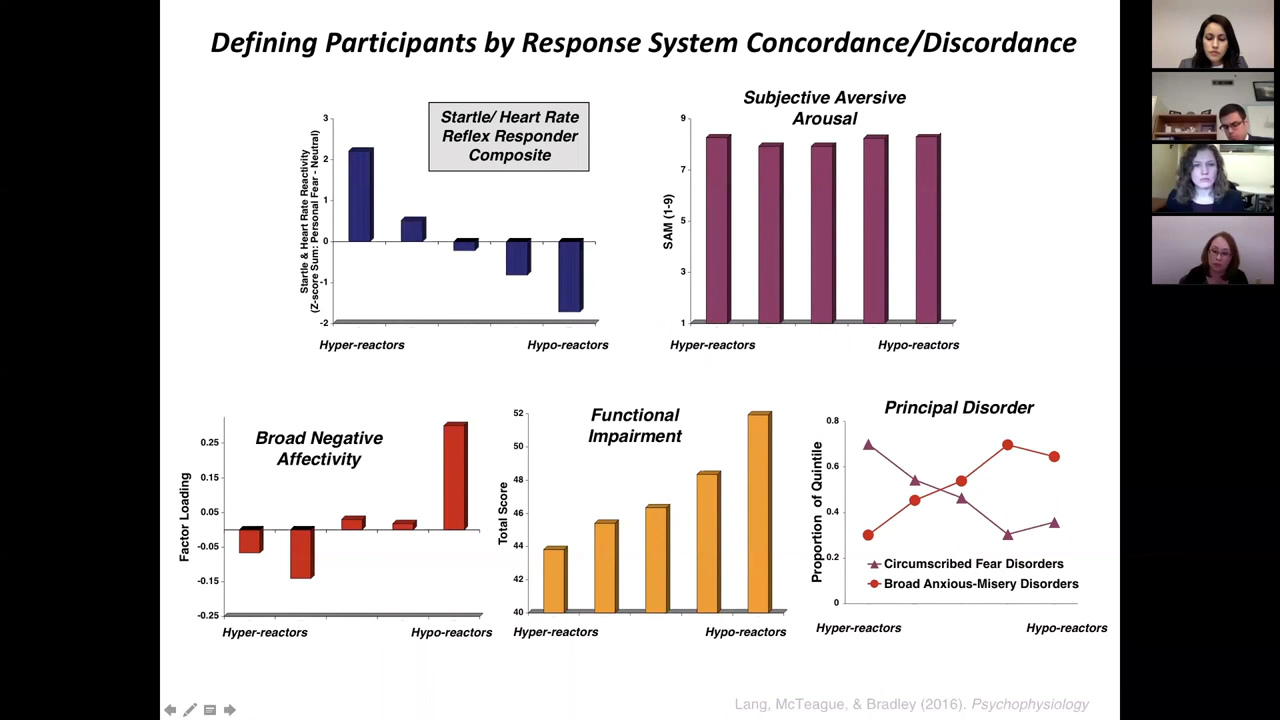 Defining Participants by Response System Concordance/Discordance
Startle/ Heart Rate
Reflex Responder
Composite
Startle & Heart Rate Reactivity
(Z-score Sum: Personal Fear - Neutral)
3
2
1
0
-1
-2
Hyper-reactors
Hypo-reactors
Subjective Aversive
Arousal
SAM (1-9)
9
7
5
3
1
Hyper-reactors
Hypo-reactors
Broad Negative
Affectivity
Factor Loading
0.25
0.15
0.05
-0.05
-0.15
-0.25
Hyper-reactors
Hypo-reactors
Functional
Impairment
Total Score
52
50
48
46
44
42
40
Hyper-reactors
Hypo-reactors
Principal Disorder
Proportion of Quintile
0.8
0.6
0.4
0.2
0
Circumscribed Fear Disorders
Broad Anxious-Misery Disorders
Hyper-reactors
Hypo-reactors
Lang, McTeague, & Bradley (2016). Psychophysiology